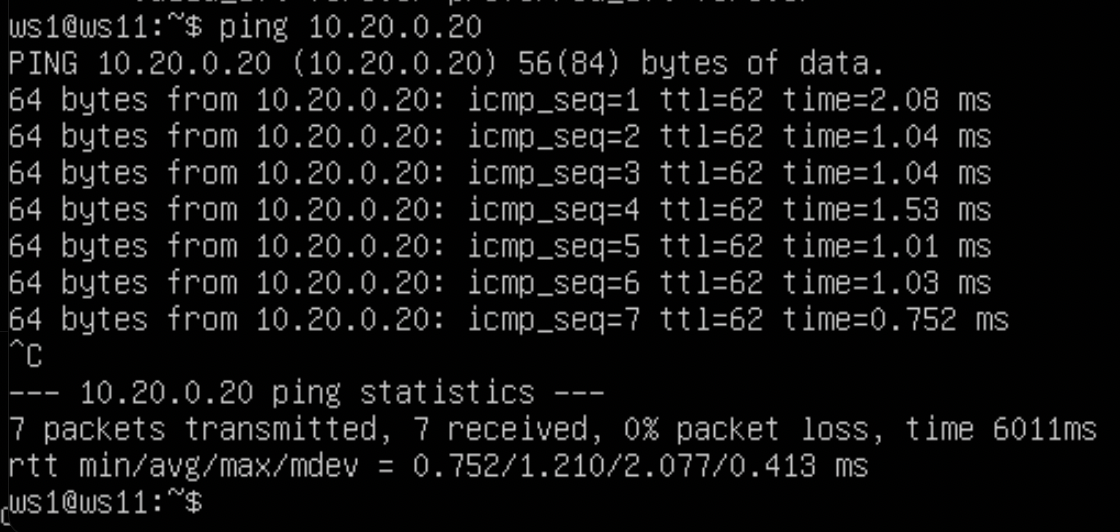 ws1@ws11:~$ ping 10.20.0.20
PING 10.20.0.20 (10.20.0.20) 56(84) bytes of data.
64 bytes from 10.20.0.20: icmp_seq=1 ttl=62 time=2.08 ms
64 bytes from 10.20.0.20: icmp_seq=2 ttl=62 time=1.04 ms
64 bytes from 10.20.0.20: icmp_seq=3 ttl=62 time=1.04 ms
64 bytes from 10.20.0.20: icmp_seq=4 ttl=62 time=1.53 ms
64 bytes from 10.20.0.20: icmp_seq=5 ttl=62 time=1.01 ms
64 bytes from 10.20.0.20: icmp_seq=6 ttl=62 time=1.03 ms
64 bytes from 10.20.0.20: icmp_seq=7 ttl=62 time=0.752 ms
^C
--- 10.20.0.20 ping statistics ---
7 packets transmitted, 7 received, 0% packet loss, time 6011ms
rtt min/avg/max/mdev = 0.752/1.210/2.077/0.413 ms
ws1@ws11:~$